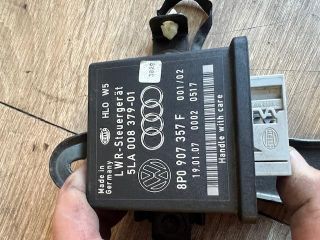 HELLA HLO W5
Made in
Germany
LWR-Steuergerät
5LA 008 379-01
8P0 907 357 F 001/02
19.01.07 0002 0517
Handle with care